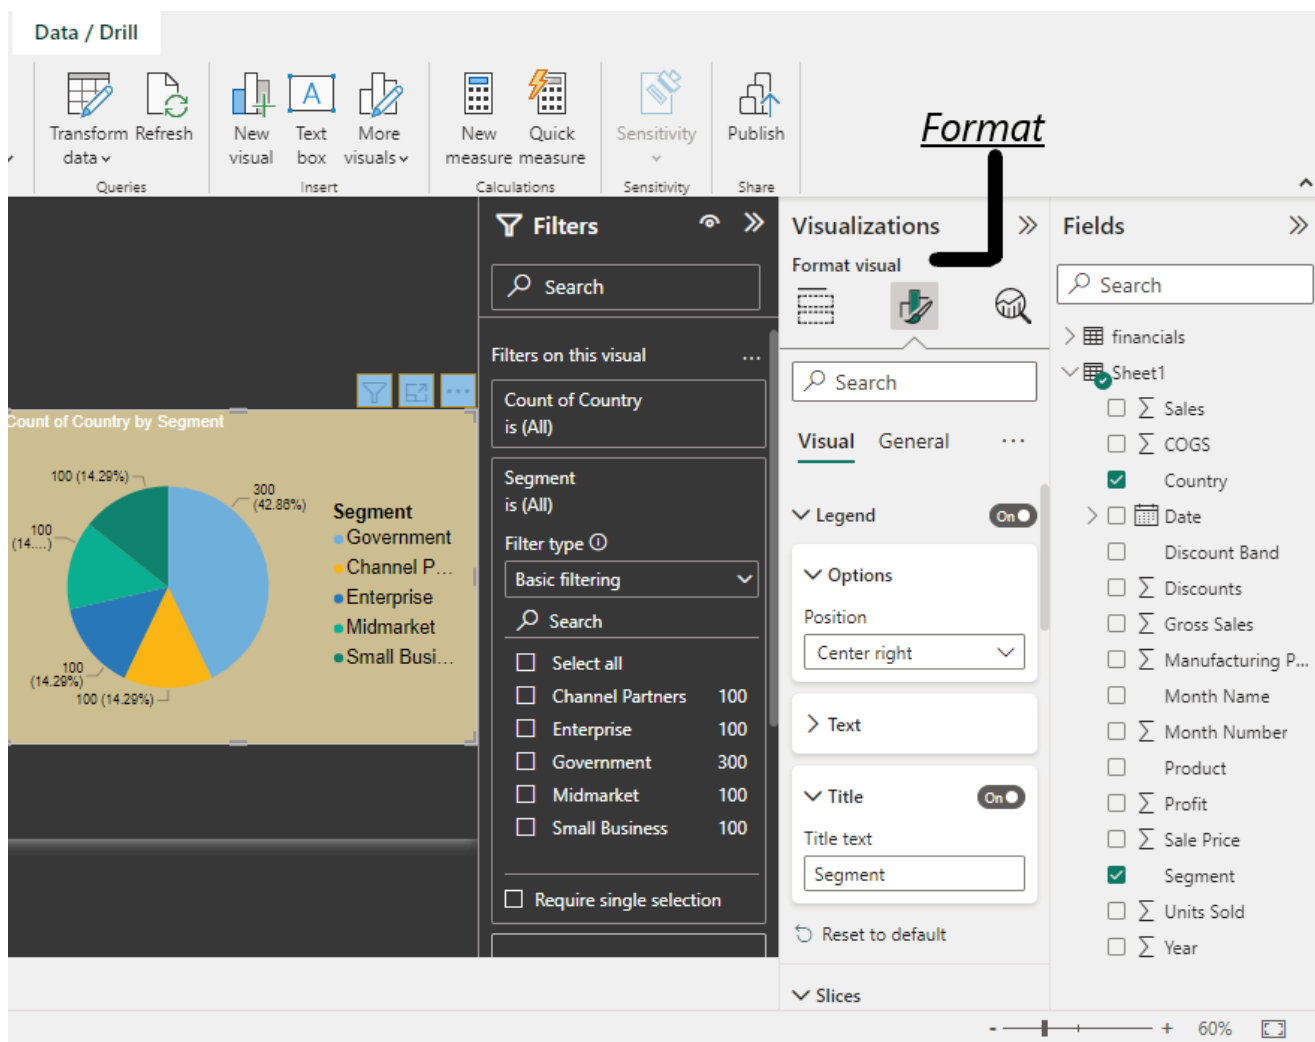 Data / Drill
Transform data
Refresh
New visual
Text box
More visuals
New measure
Quick measure
Sensitivity
Publish
Queries
Insert
Calculations
Sensitivity
Share
Format
Count of Country by Segment
100 (14.29%)
300
(42.86%)
100
(14....)
100
(14.29%)
100 (14.29%)
Segment
Government
Channel P...
Enterprise
Midmarket
Small Busi...
Filters
Search
Filters on this visual
...
Count of Country
is (All)
Segment
is (All)
Filter type
Basic filtering
Search
Select all
Channel Partners 100
Enterprise 100
Government 300
Midmarket 100
Small Business 100
Require single selection
Visualizations
Format visual
Search
Visual General ...
Legend On
Options
Position
Center right
Text
Title On
Title text
Segment
Reset to default
Slices
Fields
Search
financials
Sheet1
∑ Sales
∑ COGS
Country
Date
Discount Band
∑ Discounts
∑ Gross Sales
∑ Manufacturing P...
Month Name
∑ Month Number
Product
∑ Profit
∑ Sale Price
Segment
∑ Units Sold
∑ Year
- + 60%